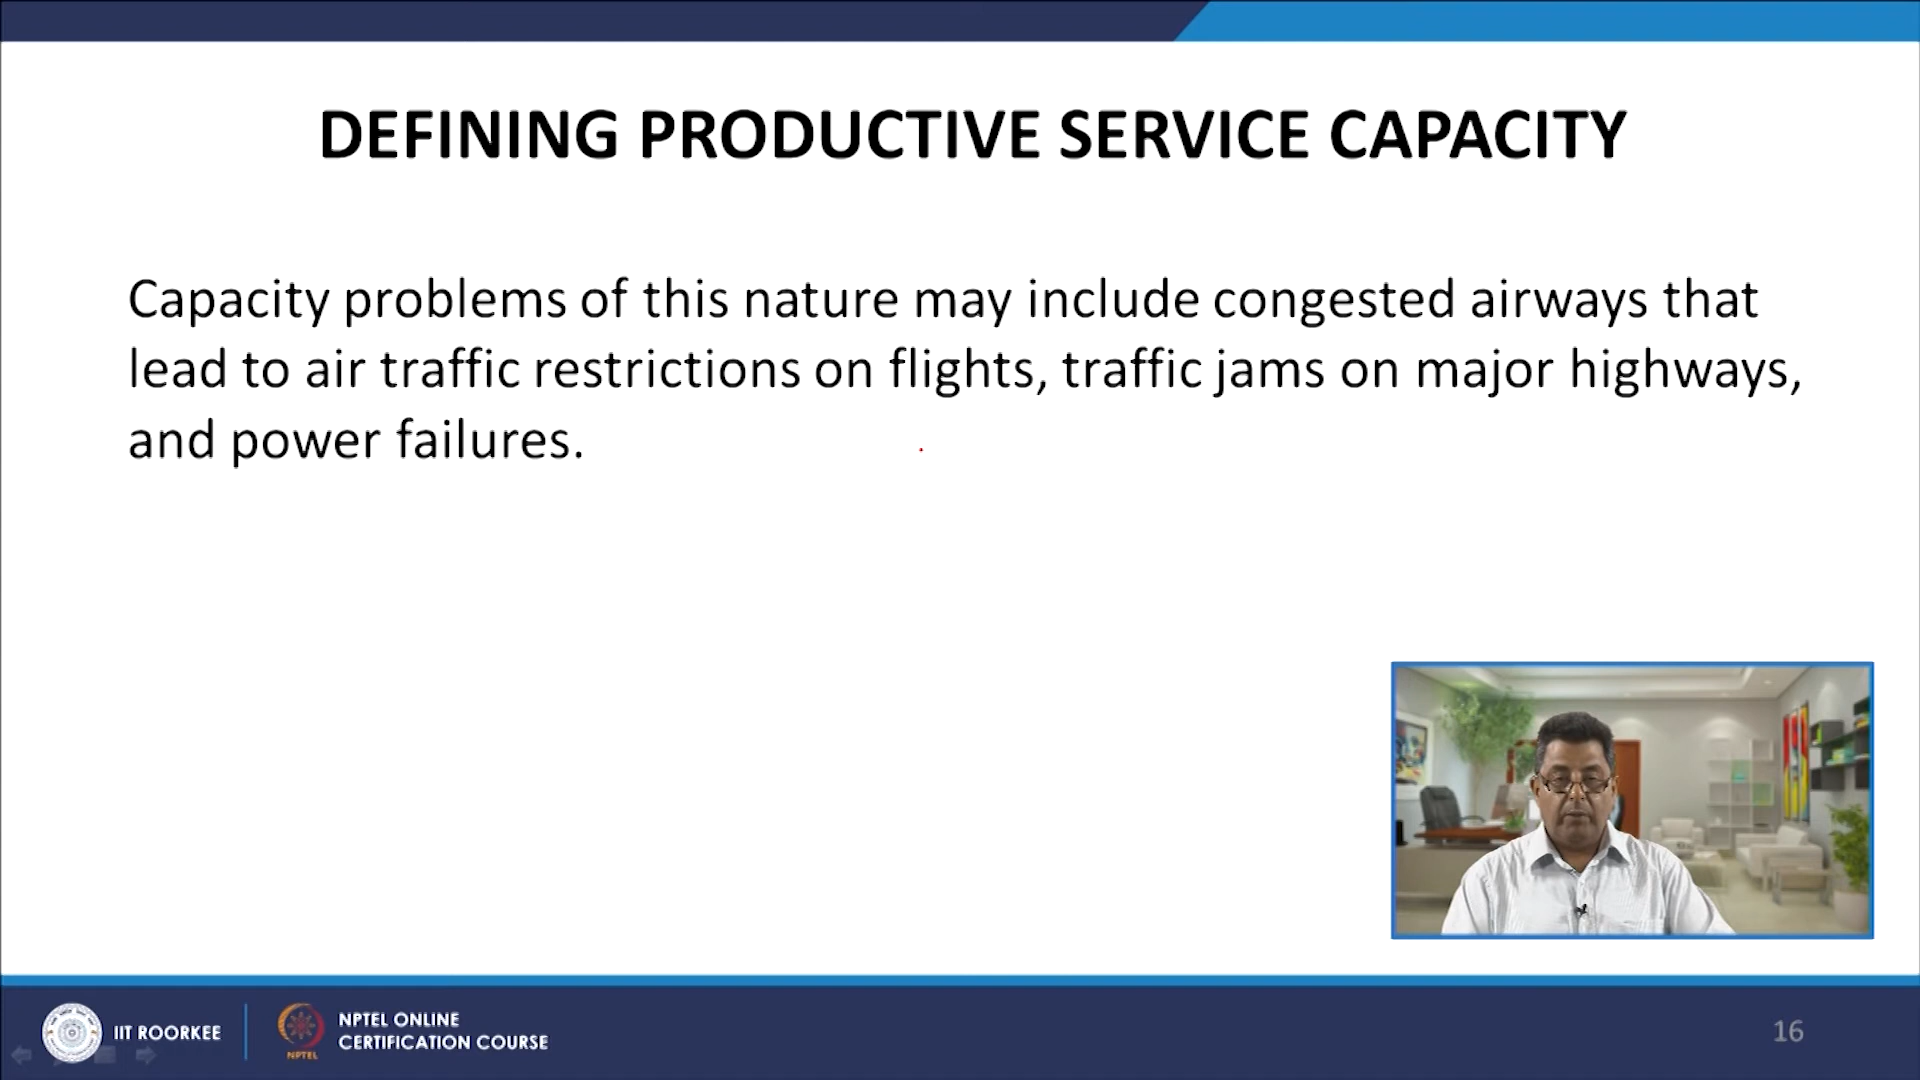 DEFINING PRODUCTIVE SERVICE CAPACITY
Capacity problems of this nature may include congested airways that
lead to air traffic restrictions on flights, traffic jams on major highways,
and power failures.
IIT ROORKEE
NPTEL
NPTEL ONLINE
CERTIFICATION COURSE
16